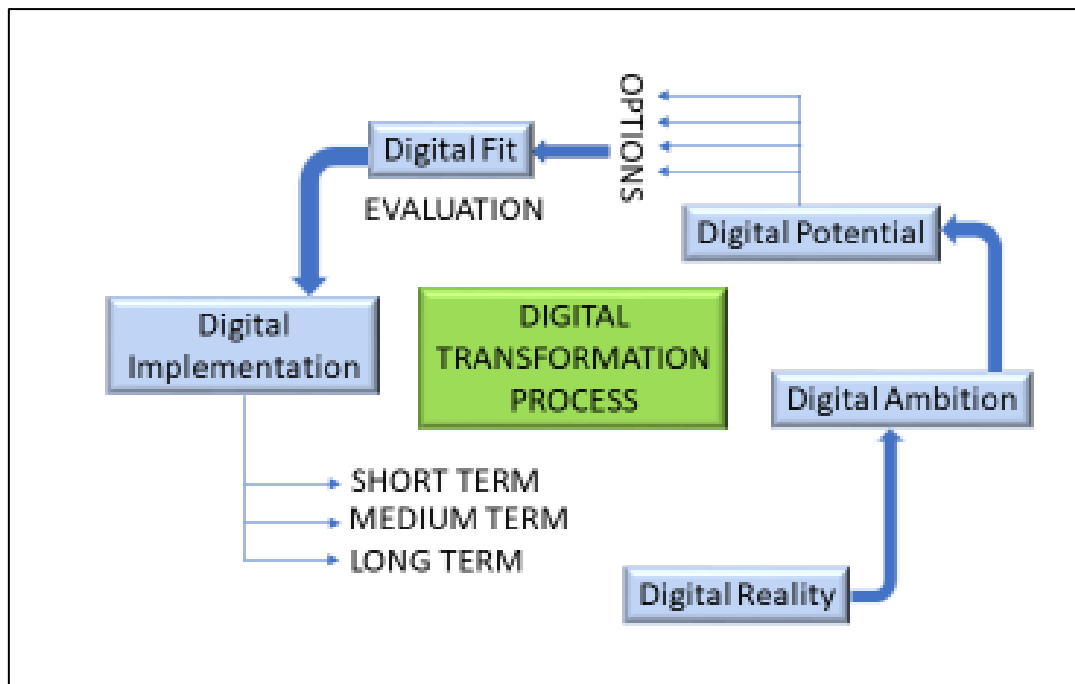 OPTIONS
Digital Fit
EVALUATION
Digital Potential
Digital
Implementation
DIGITAL
TRANSFORMATION
PROCESS
Digital Ambition
SHORT TERM
MEDIUM TERM
LONG TERM
Digital Reality